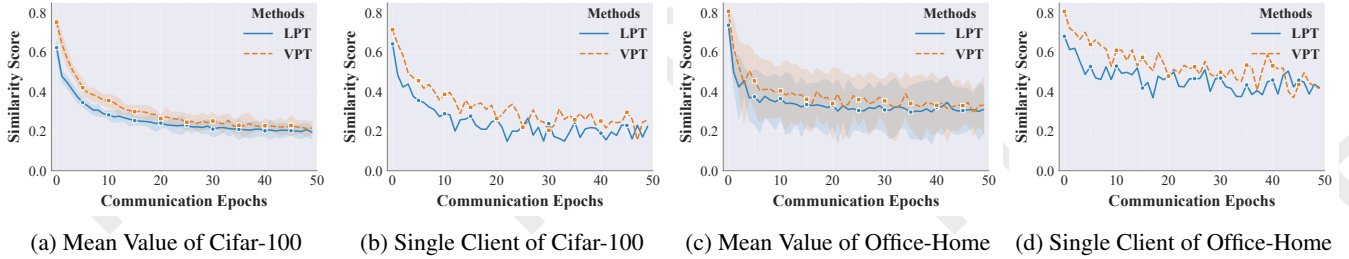 Similarity Score
0.8
0.6
0.4
0.2
0.0
Methods
LPT
VPT
0 10 20 30 40 50
Communication Epochs
(a) Mean Value of Cifar-100
Similarity Score
0.8
0.6
0.4
0.2
0.0
Methods
LPT
VPT
0 10 20 30 40 50
Communication Epochs
(b) Single Client of Cifar-100
Similarity Score
0.8
0.6
0.4
0.2
0.0
Methods
LPT
VPT
0 10 20 30 40 50
Communication Epochs
(c) Mean Value of Office-Home
Similarity Score
0.8
0.6
0.4
0.2
0.0
Methods
LPT
VPT
0 10 20 30 40 50
Communication Epochs
(d) Single Client of Office-Home